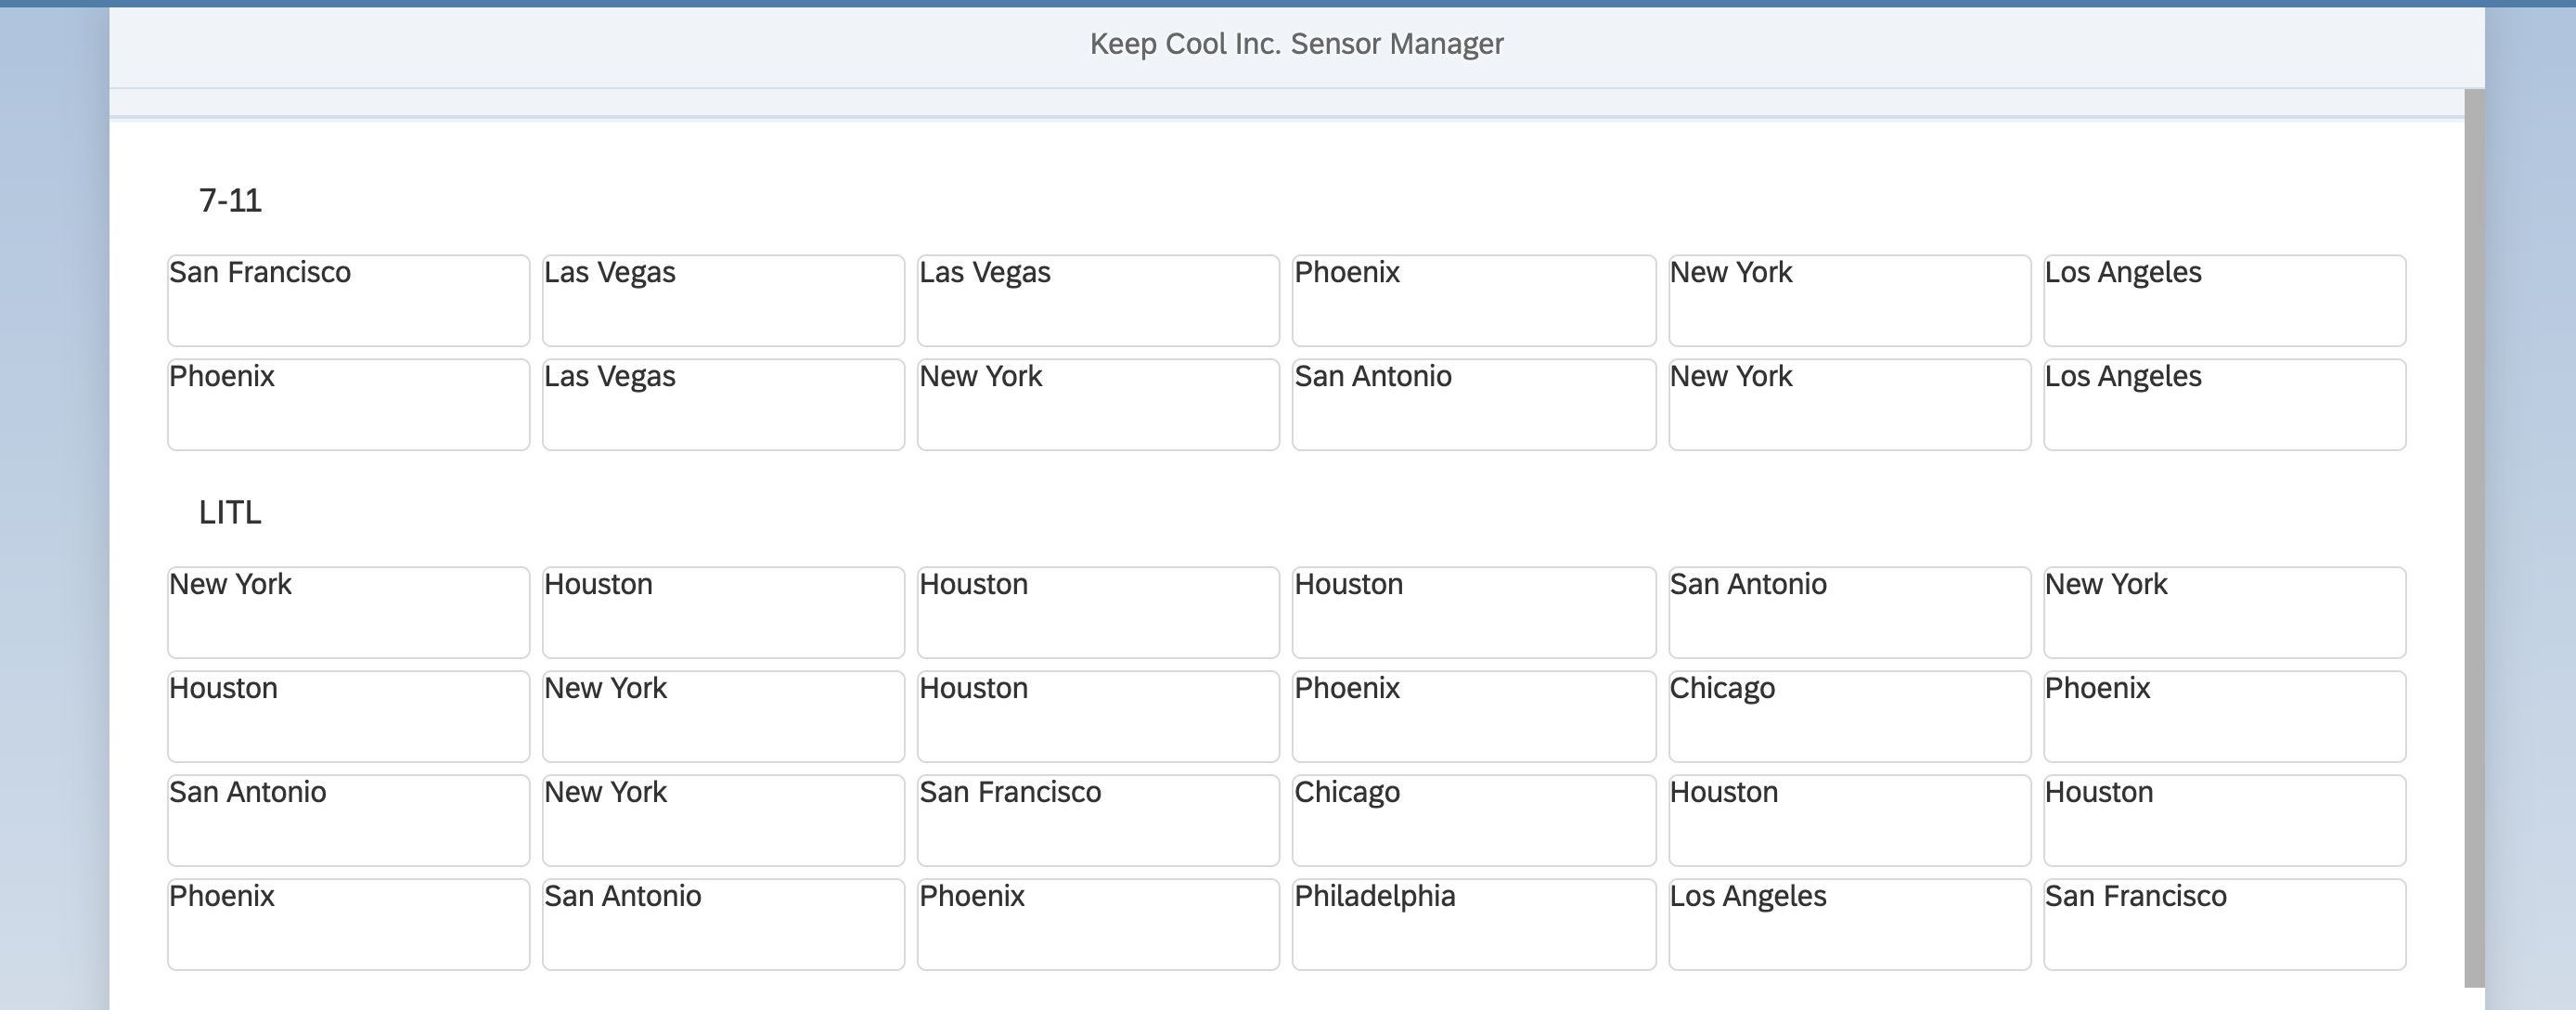 Keep Cool Inc. Sensor Manager
7-11
San Francisco Las Vegas Las Vegas Phoenix New York Los Angeles
Phoenix Las Vegas New York San Antonio New York Los Angeles
LITL
New York Houston Houston Houston San Antonio New York
Houston New York Houston Phoenix Chicago Phoenix
San Antonio New York San Francisco Chicago Houston Houston
Phoenix San Antonio Phoenix Philadelphia Los Angeles San Francisco